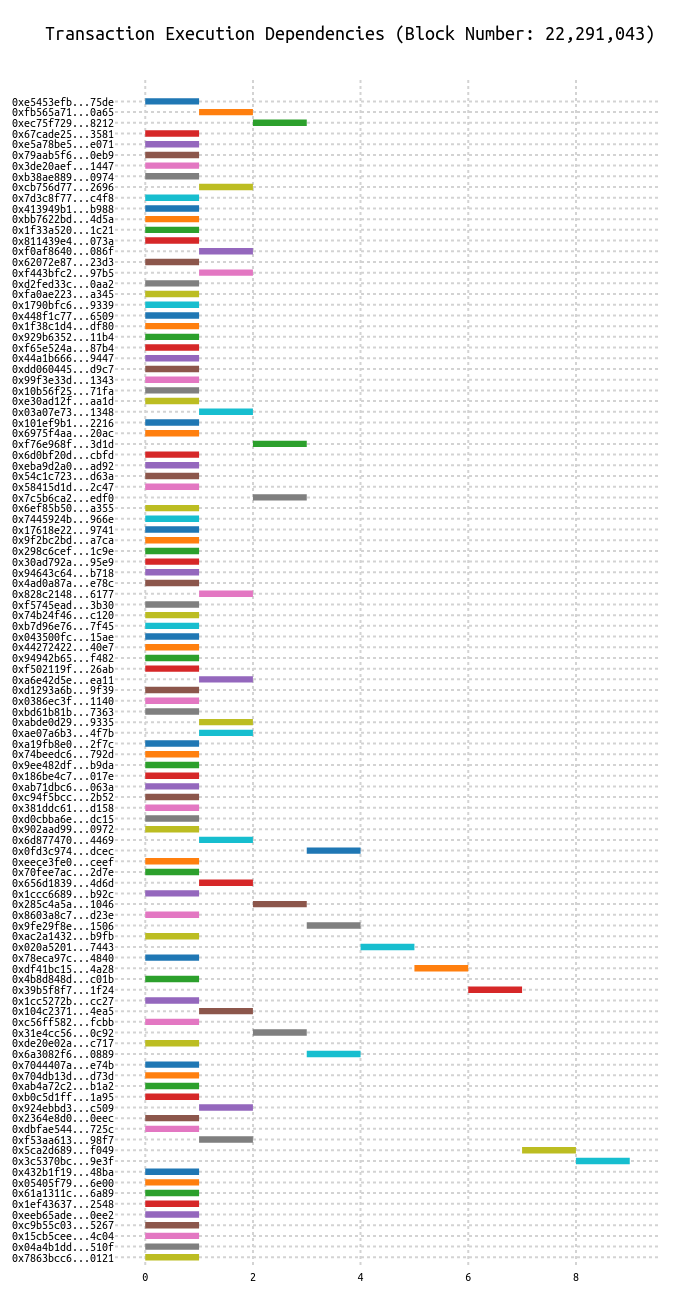 Transaction Execution Dependencies (Block Number: 22,291,043)
0xe5453efb...75de
0xfb565a71...0a65
0xec75f729...8212
0x67cade25...3581
0xe5a78be5...e071
0x79aab5f6...0eb9
0x3de20aef...1447
0xb38ae889...0974
0xcb756d77...2696
0x7d3c8f77...c4f8
0x413949b1...b988
0xbb7622bd...4d5a
0x1f33a520...1c21
0x811439e4...073a
0xf0af8640...086f
0x62072e87...23d3
0xf443bfc2...97b5
0xd2fed33c...0aa2
0xfa0ae223...a345
0x1790bfc6...9339
0x448f1c77...6509
0x1f38c1d4...df80
0x929b6352...11b4
0xf65e524a...87b4
0x44a1b666...9447
0xdd060445...d9c7
0x99f3e33d...1343
0x10b56f25...71fa
0xe30ad12f...aa1d
0x03a07e73...1348
0x101ef9b1...2216
0x6975f4aa...20ac
0xf76e968f...3d1d
0x6d0bf20d...cbfd
0xeba9d2a0...ad92
0x54c1c723...d63a
0x58415d1d...2c47
0x7c5b6ca2...edf0
0x6ef85b50...a355
0x7445924b...966e
0x17618e22...9741
0x9f2bc2bd...a7ca
0x298c6cef...1c9e
0x30ad792a...95e9
0x94643c64...b718
0x4ad0a87a...e78c
0x828c2148...6177
0xf5745ead...3b30
0x74b24f46...c120
0xb7d96e76...7f45
0x043500fc...15ae
0x44272422...40e7
0x94942b65...f482
0xf502119f...26ab
0xa6e42d5e...ea11
0xd1293a6b...9f39
0x0386ec3f...1140
0xbd61b81b...7363
0xabde0d29...9335
0xae07a6b3...4f7b
0xa19fb8e0...2f7c
0x74beedc6...792d
0x9ee482df...b9da
0x186be4c7...017e
0xab71dbc6...063a
0xc94f5bcc...2b52
0x381ddc61...d158
0xd0cbba6e...dc15
0x902aad99...0972
0x6d877470...4469
0x0fd3c974...dcec
0xeece3fe0...ceef
0x70fee7ac...2d7e
0x656d1839...4d6d
0x1ccc6689...b92c
0x285c4a5a...1046
0x8603a8c7...d23e
0x9fe29f8e...1506
0xac2a1432...b9fb
0x020a5201...7443
0x78eca97c...4840
0xdf41bc15...4a28
0x4b8d848d...c01b
0x39b5f8f7...1f24
0x1cc5272b...cc27
0x104c2371...4ea5
0xc56ff582...fcbb
0x31e4cc56...0c92
0xde20e02a...c717
0x6a3082f6...0889
0x7044407a...e74b
0x704db13d...d73d
0xab4a72c2...b1a2
0xb0c5d1ff...1a95
0x924ebbd3...c509
0x2364e8d0...0eec
0xdbfae544...725c
0xf53aa613...98f7
0x5ca2d689...f049
0x3c5370bc...9e3f
0x432b1f19...48ba
0x05405f79...6e00
0x61a1311c...6a89
0x1ef43637...2548
0xeeb65ade...0ee2
0xc9b55c03...5267
0x15cb5cee...4c04
0x04a4b1dd...510f
0x7863bcc6...0121
0 2 4 6 8